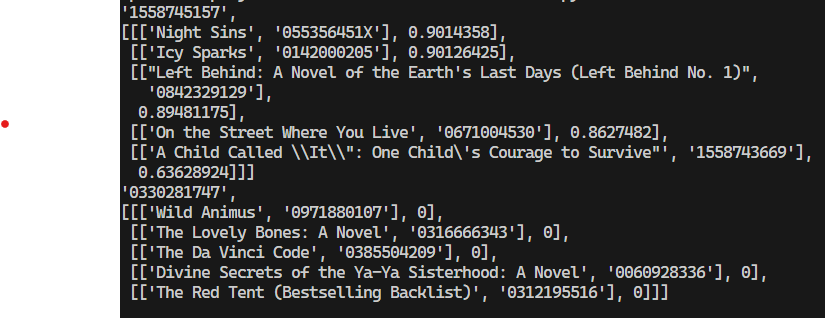 '1558745157',
[[['Night Sins', '055356451X'], 0.9014358],
[['Icy Sparks', '0142000205'], 0.90126425],
[["Left Behind: A Novel of the Earth's Last Days (Left Behind No. 1)",
'0842329129'],
0.89481175],
[['On the Street Where You Live', '0671004530'], 0.8627482],
[['A Child Called \\It\\": One Child\'s Courage to Survive"', '1558743669'],
0.63628924]]]
'0330281747',
[[['Wild Animus', '0971880107'], 0],
[['The Lovely Bones: A Novel', '0316666343'], 0],
[['The Da Vinci Code', '0385504209'], 0],
[['Divine Secrets of the Ya-Ya Sisterhood: A Novel', '0060928336'], 0],
[['The Red Tent (Bestselling Backlist)', '0312195516'], 0]]]